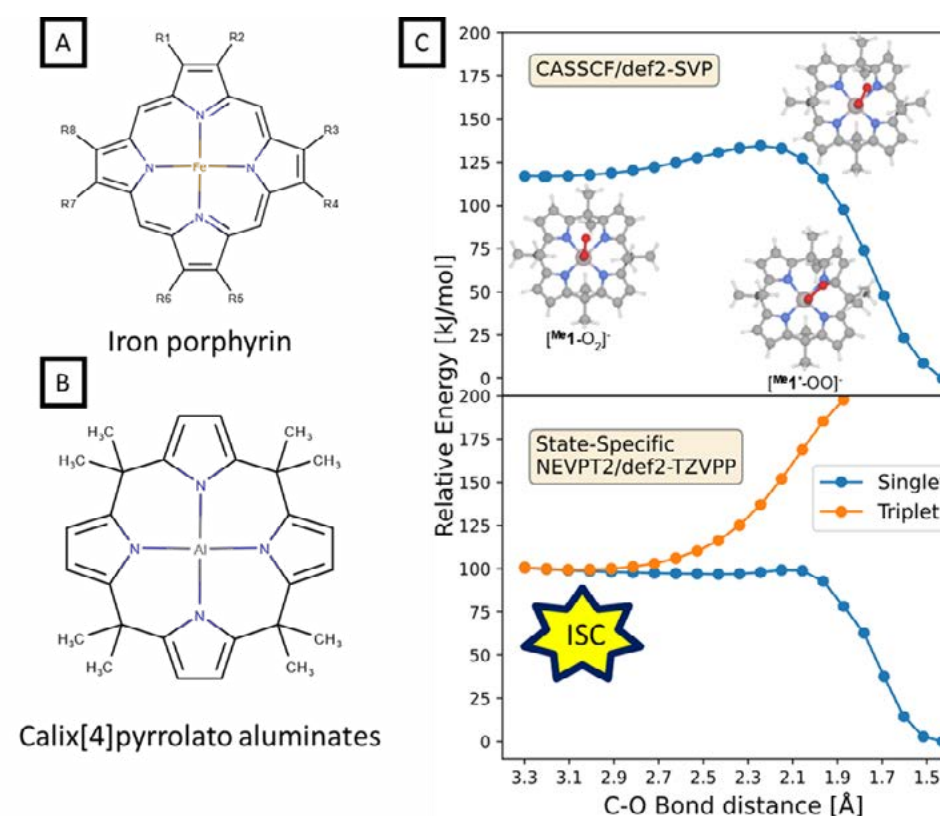 A
R1
R2
R8
R3
N
N
Fe
N
N
R7
R4
R6
R5
Iron porphyrin
B
H₃C
CH₃
H₃C
CH₃
N
N
Al
N
N
H₃C
CH₃
H₃C
CH₃
Calix[4]pyrrolato aluminates
C
Relative Energy [kJ/mol]
200
175
150
125
100
75
50
25
0
CASSCF/def2-SVP
[ᴹᵉ1-O₂]⁻
[ᴹᵉ1*-OO]⁻
200
175
150
125
100
75
50
25
0
State-Specific
NEVPT2/def2-TZVPP
Single
Triplet
ISC
3.3 3.1 2.9 2.7 2.5 2.3 2.1 1.9 1.7 1.5
C-O Bond distance [Å]